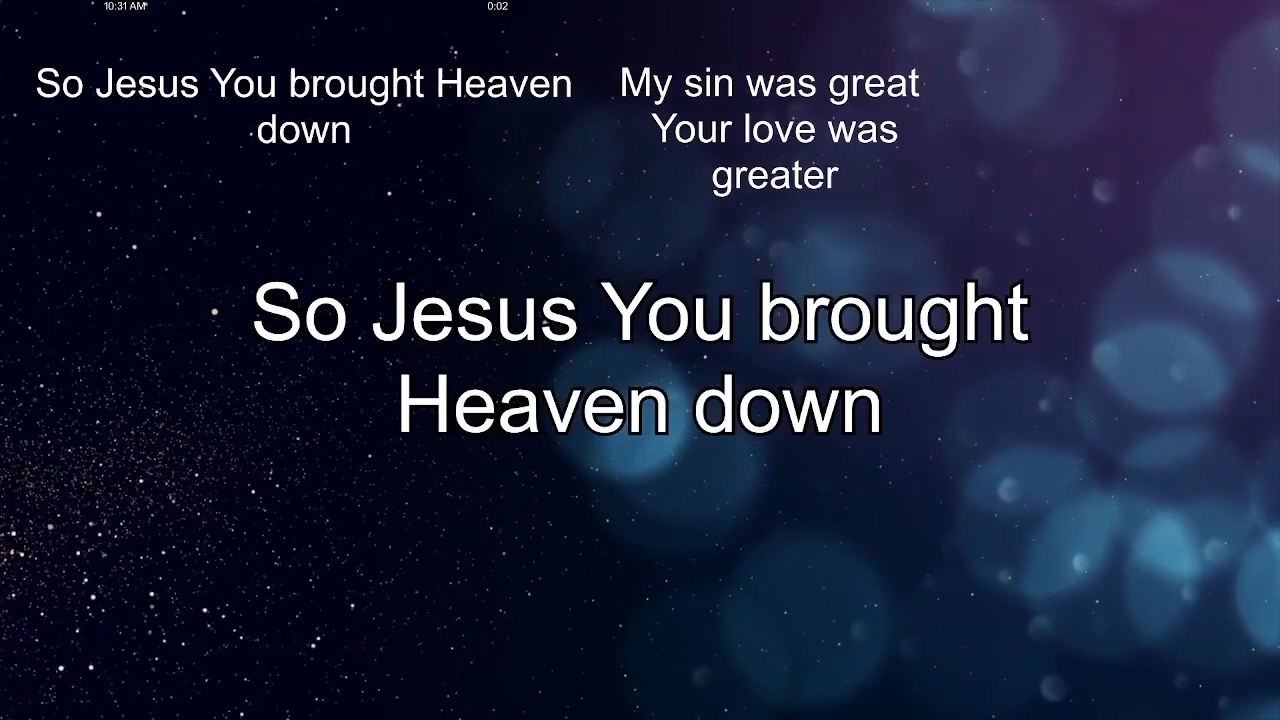 10:31 AM
0:02
So Jesus You brought Heaven
down
My sin was great
Your love was
greater
So Jesus You brought
Heaven down